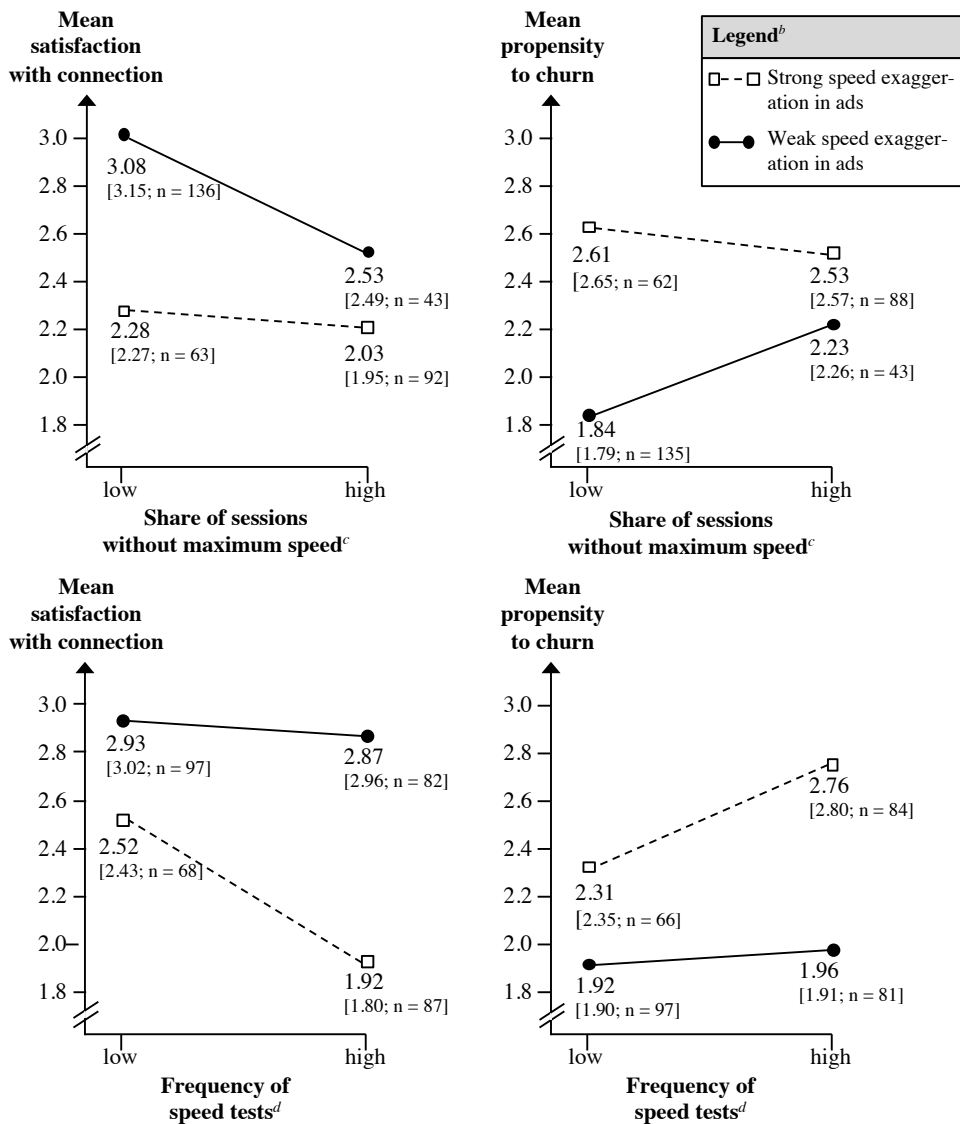 Mean
satisfaction
with connection
3.0
2.8
2.6
2.4
2.2
2.0
1.8
3.08
[3.15; n = 136]
2.53
[2.49; n = 43]
2.28
[2.27; n = 63]
2.03
[1.95; n = 92]
low
high
Share of sessions
without maximum speedᶜ
Mean
propensity
to churn
3.0
2.8
2.6
2.4
2.2
2.0
1.8
2.61
[2.65; n = 62]
2.53
[2.57; n = 88]
2.23
[2.26; n = 43]
1.84
[1.79; n = 135]
low
high
Share of sessions
without maximum speedᶜ
Legendᵇ
Strong speed exagger-
ation in ads
Weak speed exagger-
ation in ads
Mean
satisfaction
with connection
3.0
2.8
2.6
2.4
2.2
2.0
1.8
2.93
[3.02; n = 97]
2.87
[2.96; n = 82]
2.52
[2.43; n = 68]
1.92
[1.80; n = 87]
low
high
Frequency of
speed testsᵈ
Mean
propensity
to churn
3.0
2.8
2.6
2.4
2.2
2.0
1.8
2.76
[2.80; n = 84]
2.31
[2.35; n = 66]
1.92
[1.90; n = 97]
1.96
[1.91; n = 81]
low
high
Frequency of
speed testsᵈ